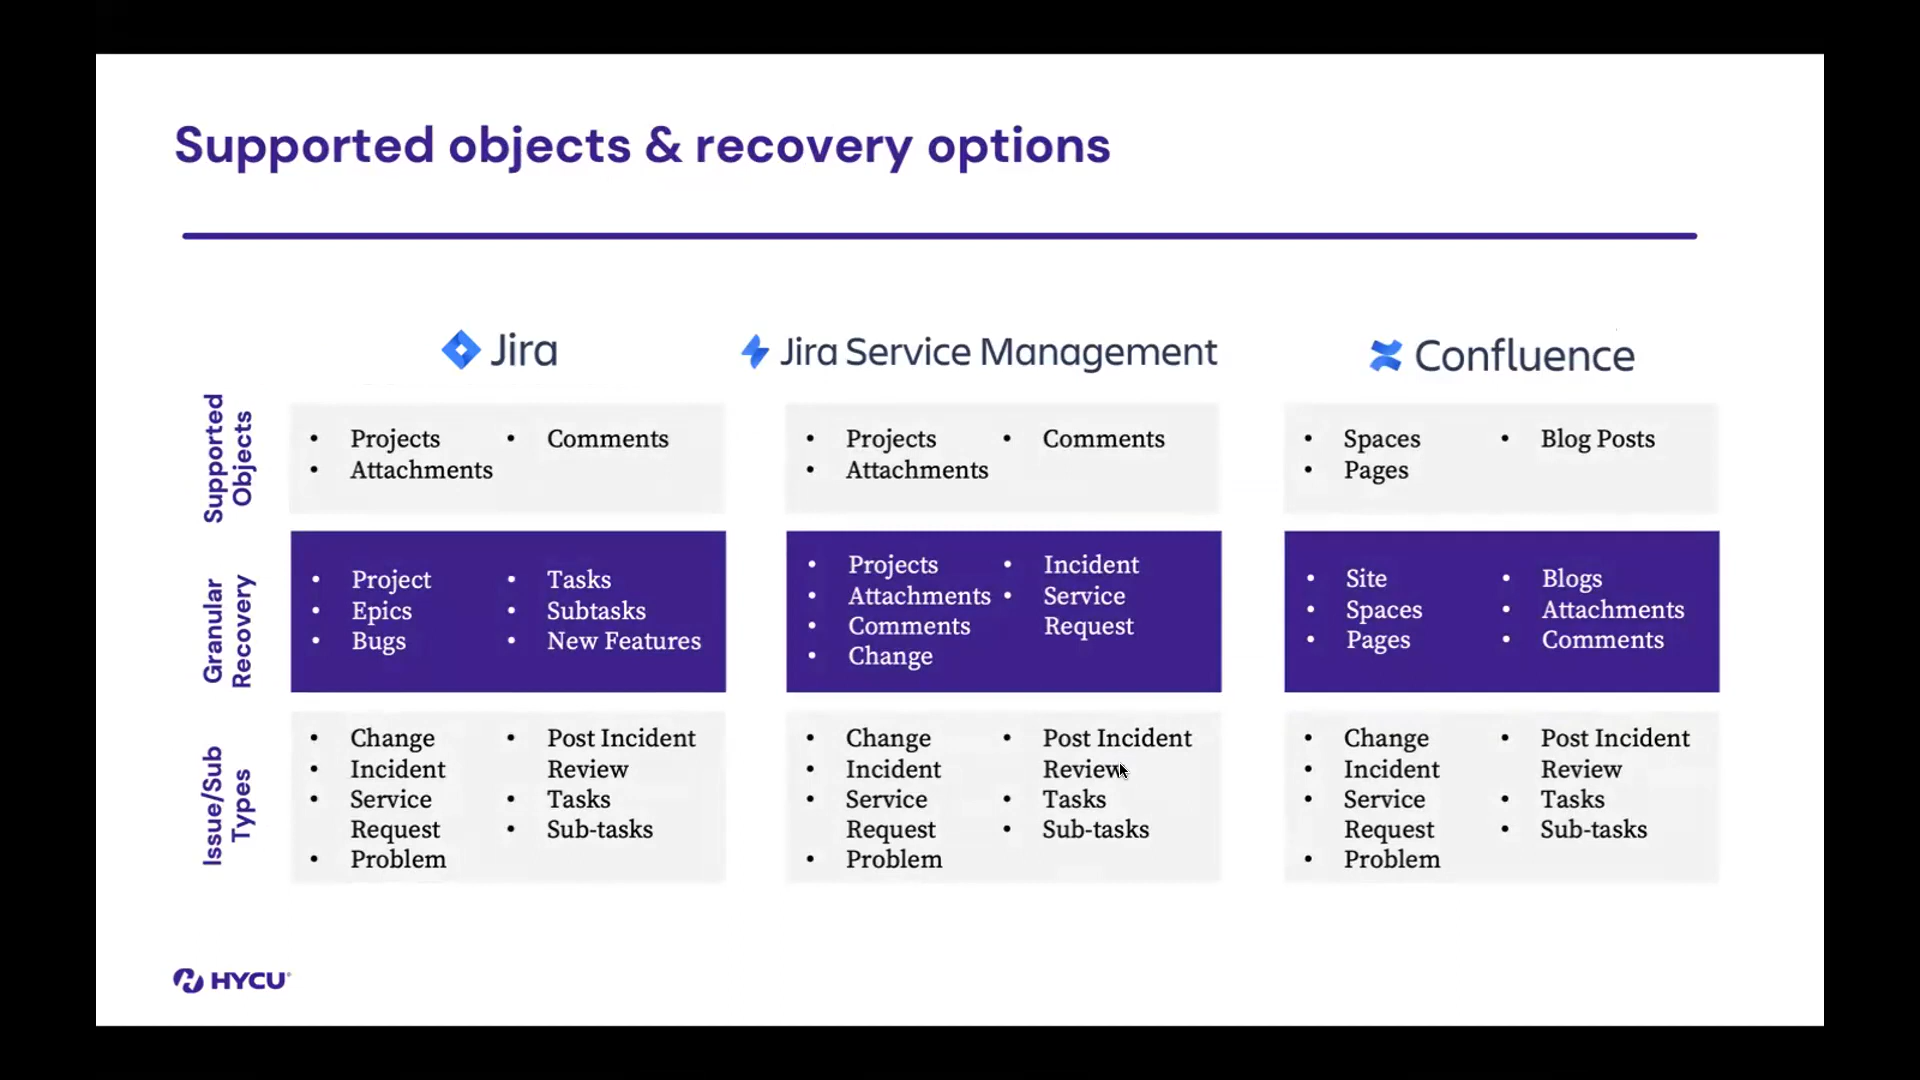 Supported objects & recovery options
Jira
Jira Service Management
Confluence
Supported
Objects
• Projects
• Attachments
• Comments
• Projects
• Attachments
• Comments
• Spaces
• Pages
• Blog Posts
Granular
Recovery
• Project
• Epics
• Bugs
• Tasks
• Subtasks
• New Features
• Projects
• Attachments
• Comments
• Change
• Incident
• Service
Request
• Site
• Spaces
• Pages
• Blogs
• Attachments
• Comments
Issue/Sub
Types
• Change
• Incident
• Service
Request
• Problem
• Post Incident
Review
• Tasks
• Sub-tasks
• Change
• Incident
• Service
Request
• Problem
• Post Incident
Review
• Tasks
• Sub-tasks
• Change
• Incident
• Service
Request
• Problem
• Post Incident
Review
• Tasks
• Sub-tasks
HYCU